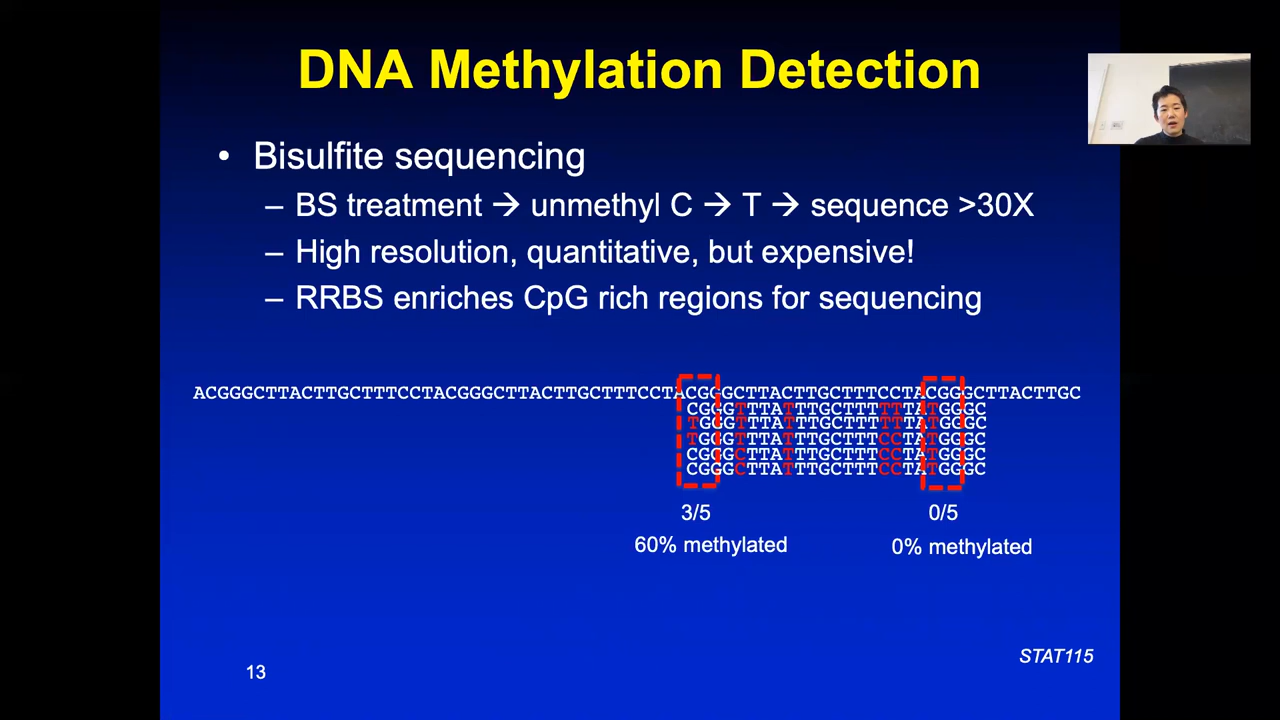 DNA Methylation Detection
• Bisulfite sequencing
– BS treatment → unmethyl C → T → sequence >30X
– High resolution, quantitative, but expensive!
– RRBS enriches CpG rich regions for sequencing
ACGGGCTTACTTGCTTTCCTACGGGCTTACTTGCTTTCCTACGGGCTTACTTGCTTTCCTACGGGCTTACTTGC
CGGGTTTATTTGCTTTTTTATGGGC
TGGGTTTATTTGCTTTTTTATGGGC
TGGGTTTATTTGCTTTCCTATGGGC
CGGGCTTATTTGCTTTCCTATGGGC
CGGGCTTATTTGCTTTCCTATGGGC
3/5 0/5
60% methylated 0% methylated
STAT115
13